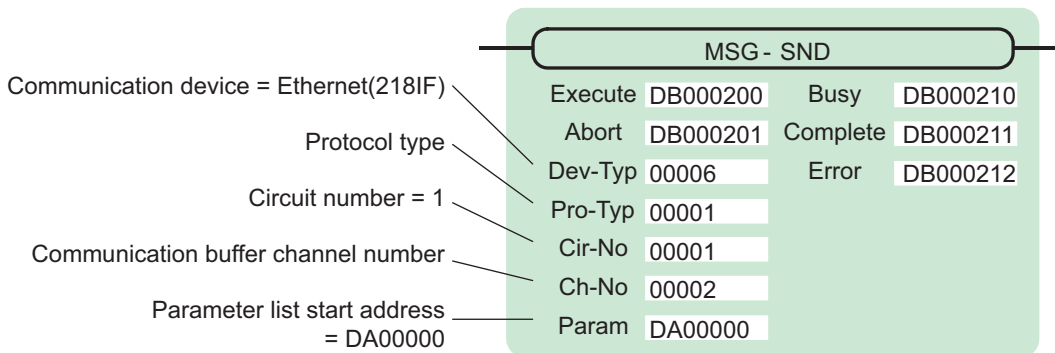 MSG - SND
Communication device = Ethernet(218IF)
Execute DB000200 Busy DB000210
Protocol type
Abort DB000201 Complete DB000211
Dev-Typ 00006 Error DB000212
Circuit number = 1
Pro-Typ 00001
Cir-No 00001
Communication buffer channel number
Ch-No 00002
Parameter list start address
= DA00000
Param DA00000